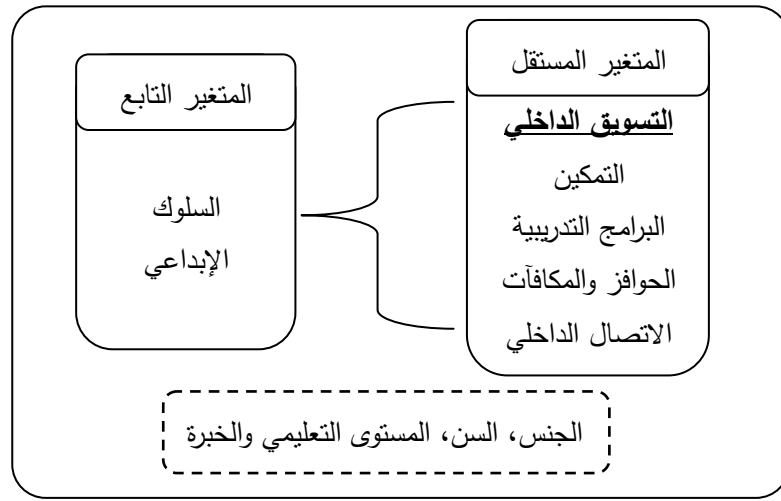 المتغير المستقل
التسويق الداخلي
التمكين
البرامج التدريبية
الحوافز والمكافآت
الاتصال الداخلي
المتغير التابع
السلوك
الإبداعي
الجنس، السن، المستوى التعليمي والخبرة